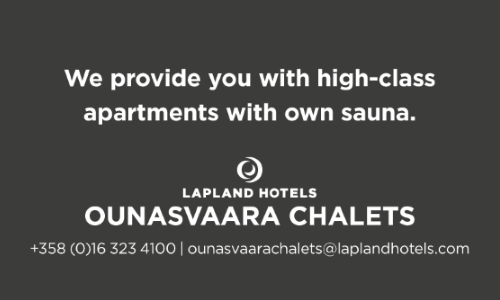 We provide you with high-class
apartments with own sauna.
LAPLAND HOTELS
OUNASVAARA CHALETS
+358 (0)16 323 4100 | ounasvaarachalets@laplandhotels.com